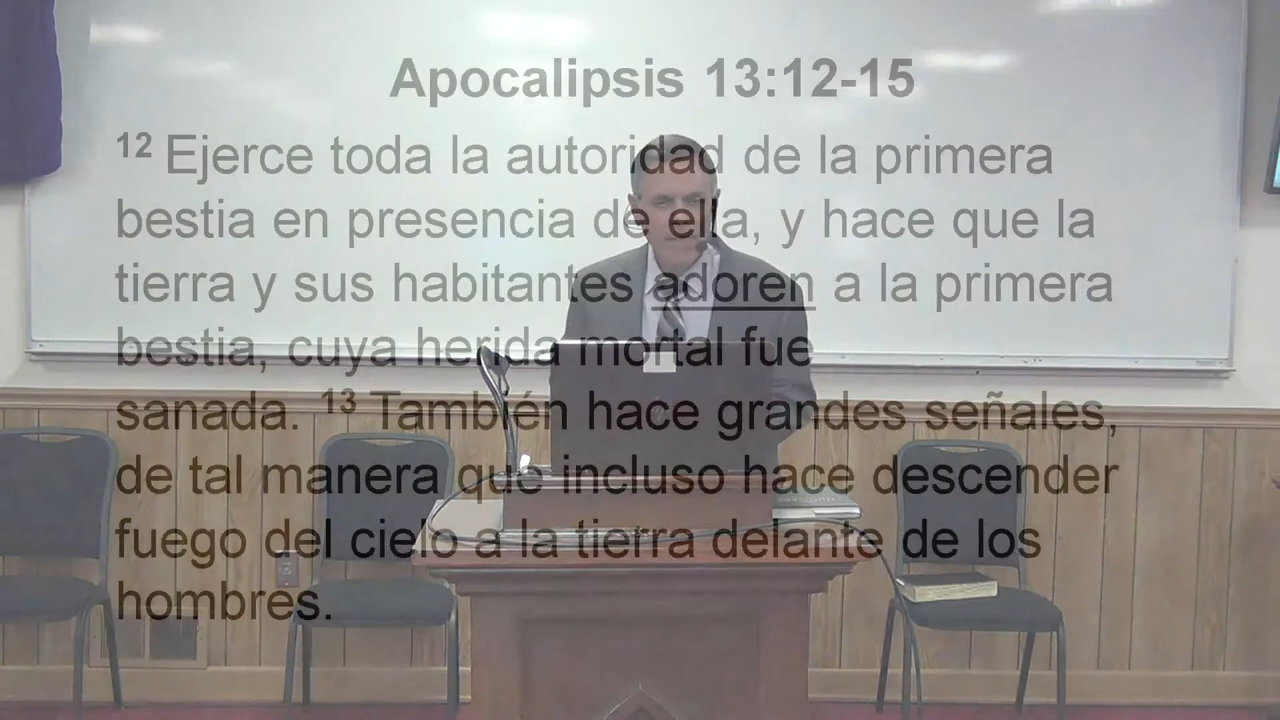 Apocalipsis 13:12-15
12 Ejerce toda la autoridad de la primera
bestia en presencia de ella, y hace que la
tierra y sus habitantes adoren a la primera
bestia, cuya herida mortal fue
sanada. 13 También hace grandes señales,
de tal manera que incluso hace descender
fuego del cielo a la tierra delante de los
hombres.